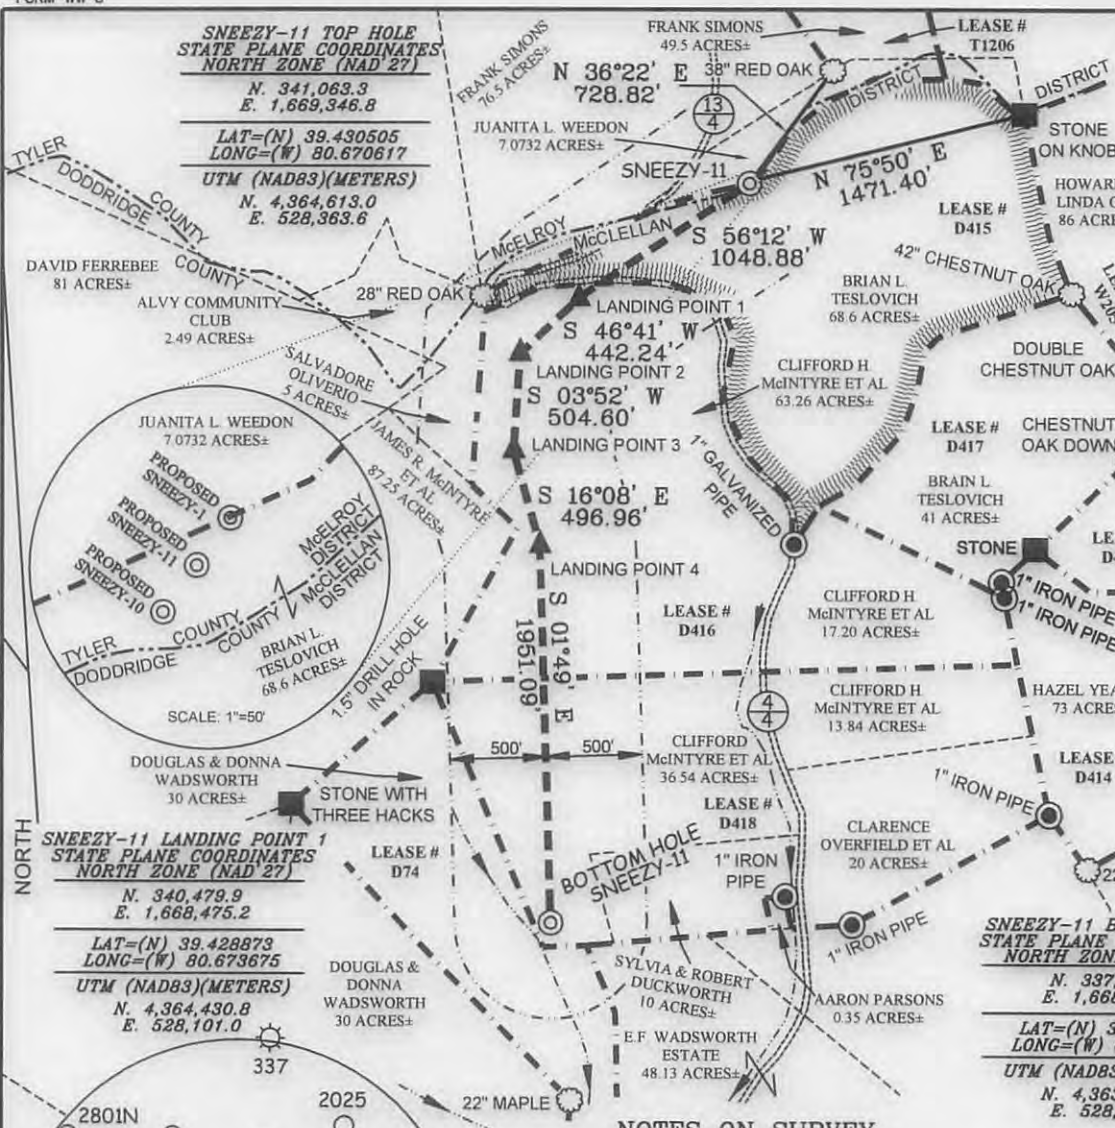 SNEEZY-11 TOP HOLE
STATE PLANE COORDINATES
NORTH ZONE (NAD'27)
N. 341,063.3
E. 1,669,346.8
LAT=(N) 39.430505
LONG=(W) 80.670617
UTM (NAD83)(METERS)
N. 4,364,613.0
E. 528,363.6
FRANK SIMONS
76.5 ACRES±
FRANK SIMONS
49.5 ACRES±
LEASE #
T1206
N 36°22' E
728.82'
38" RED OAK
13
4
DISTRICT
DISTRICT
JUANITA L. WEEDON
7.0732 ACRES±
SNEEZY-11
STONE
ON KNOB
N 75°50' E
1471.40'
LEASE #
D415
86 ACRE
TYLER
COUNTY
DODDRIDGE
COUNTY
McELROY
McCLELLAN
S 56°12' W
1048.88'
42" CHESTNUT OAK
DAVID FERREBEE
81 ACRES±
ALVY COMMUNITY
CLUB
2.49 ACRES±
28" RED OAK
LANDING POINT 1
BRIAN L.
TESLOVICH
68.6 ACRES±
S 46°41' W
442.24'
DOUBLE
CHESTNUT OAK
SALVADORE
OLIVERIO
5 ACRES±
LANDING POINT 2
CLIFFORD H.
McINTYRE ET AL
63.26 ACRES±
S 03°52' W
504.60'
JUANITA L. WEEDON
7.0732 ACRES±
JAMES R. McINTYRE
ET AL
87.25 ACRES±
LANDING POINT 3
1" GALVANIZED
PIPE
LEASE #
D417
CHESTNUT
OAK DOWN
PROPOSED
SNEEZY-1
PROPOSED
SNEEZY-11
PROPOSED
SNEEZY-10
McELROY
DISTRICT
McCLELLAN
DISTRICT
S 16°08' E
496.96'
BRAIN L.
TESLOVICH
41 ACRES±
STONE
LANDING POINT 4
1" IRON PIPE
1" IRON PIPE
TYLER
COUNTY
DODDRIDGE
COUNTY
BRIAN L.
TESLOVICH
68.6 ACRES±
SCALE: 1"=50'
1.5" DRILL HOLE
IN ROCK
S 01°49' E
1951.09'
LEASE #
D416
CLIFFORD H.
McINTYRE ET AL
17.20 ACRES±
4
4
CLIFFORD H.
McINTYRE ET AL
13.84 ACRES±
HAZEL YEA
73 ACRE
500'
500'
CLIFFORD
McINTYRE ET AL
36.54 ACRES±
LEASE
D414
DOUGLAS & DONNA
WADSWORTH
30 ACRES±
STONE WITH
THREE HACKS
LEASE #
D418
1" IRON PIPE
NORTH
SNEEZY-11 LANDING POINT 1
STATE PLANE COORDINATES
NORTH ZONE (NAD'27)
N. 340,479.9
E. 1,668,475.2
LAT=(N) 39.428873
LONG=(W) 80.673675
UTM (NAD83)(METERS)
N. 4,364,430.8
E. 528,101.0
LEASE #
D74
BOTTOM HOLE
SNEEZY-11
1" IRON
PIPE
CLARENCE
OVERFIELD ET AL
20 ACRES±
1" IRON PIPE
DOUGLAS &
DONNA
WADSWORTH
30 ACRES±
SYLVIA & ROBERT
DUCKWORTH
10 ACRES±
AARON PARSONS
0.35 ACRES±
E.F. WADSWORTH
ESTATE
48.13 ACRES±
SNEEZY-11 B
STATE PLANE
NORTH ZON
N. 337,
E. 1,66
LAT=(N) 3
LONG=(W)
UTM (NAD83
N. 4,36
E. 528,
337
2801N
2025
22" MAPLE
NOTES ON SURVEY